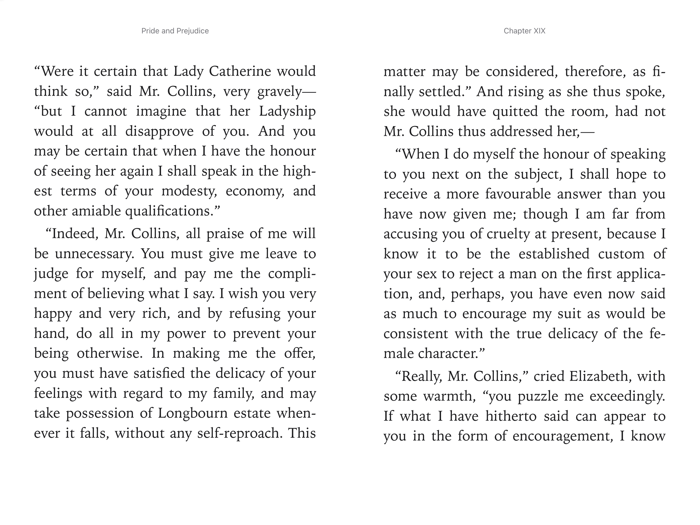 Pride and Prejudice
“Were it certain that Lady Catherine would
think so,” said Mr. Collins, very gravely—
“but I cannot imagine that her Ladyship
would at all disapprove of you. And you
may be certain that when I have the honour
of seeing her again I shall speak in the high-
est terms of your modesty, economy, and
other amiable qualifications.”
“Indeed, Mr. Collins, all praise of me will
be unnecessary. You must give me leave to
judge for myself, and pay me the compli-
ment of believing what I say. I wish you very
happy and very rich, and by refusing your
hand, do all in my power to prevent your
being otherwise. In making me the offer,
you must have satisfied the delicacy of your
feelings with regard to my family, and may
take possession of Longbourn estate when-
ever it falls, without any self-reproach. This
Chapter XIX
matter may be considered, therefore, as fi-
nally settled.” And rising as she thus spoke,
she would have quitted the room, had not
Mr. Collins thus addressed her,—
“When I do myself the honour of speaking
to you next on the subject, I shall hope to
receive a more favourable answer than you
have now given me; though I am far from
accusing you of cruelty at present, because I
know it to be the established custom of
your sex to reject a man on the first applica-
tion, and, perhaps, you have even now said
as much to encourage my suit as would be
consistent with the true delicacy of the fe-
male character.”
“Really, Mr. Collins,” cried Elizabeth, with
some warmth, “you puzzle me exceedingly.
If what I have hitherto said can appear to
you in the form of encouragement, I know